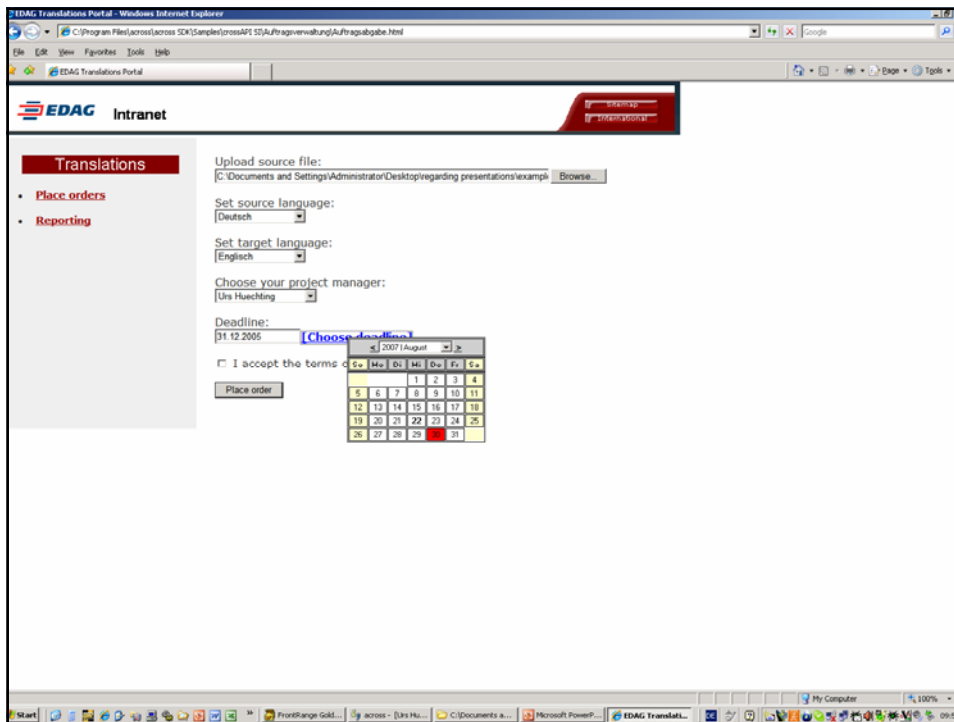 EDAG Translations Portal - Windows Internet Explorer
C:\Program Files\across\across SDK\Samples\crossAPI SI\Auftragsverwaltung\Auftragsabgabe.html
Google
File Edit View Favorites Tools Help
EDAG Translations Portal
Page Tools
EDAG Intranet
Sitemap
International
Translations
• Place orders
• Reporting
Upload source file:
C:\Documents and Settings\Administrator\Desktop\regarding presentations\exampl Browse...
Set source language:
Deutsch
Set target language:
Englisch
Choose your project manager:
Urs Huechting
Deadline:
31.12.2005 [Choose deadline]
I accept the terms
Place order
< 2007 | August >
So Mo Di Mi Do Fr Sa
1 2 3 4
5 6 7 8 9 10 11
12 13 14 15 16 17 18
19 20 21 22 23 24 25
26 27 28 29 30 31
My Computer 100%
Start FrontRange Gold... across - [Urs Hu... C:\Documents a... Microsoft PowerP... EDAG Translati... DE